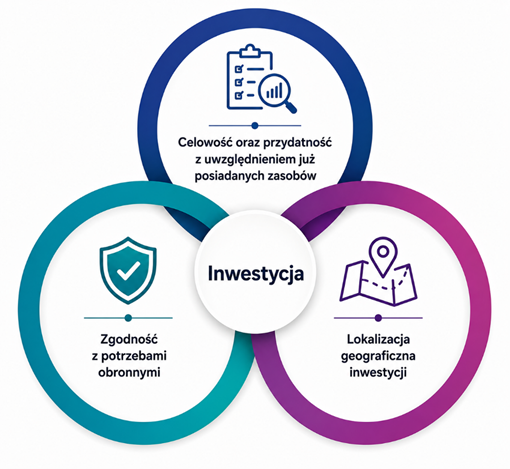 Celowość oraz przydatność
z uwzględnieniem już
posiadanych zasobów
Inwestycja
Zgodność
z potrzebami
obronnymi
Lokalizacja
geograficzna
inwestycji